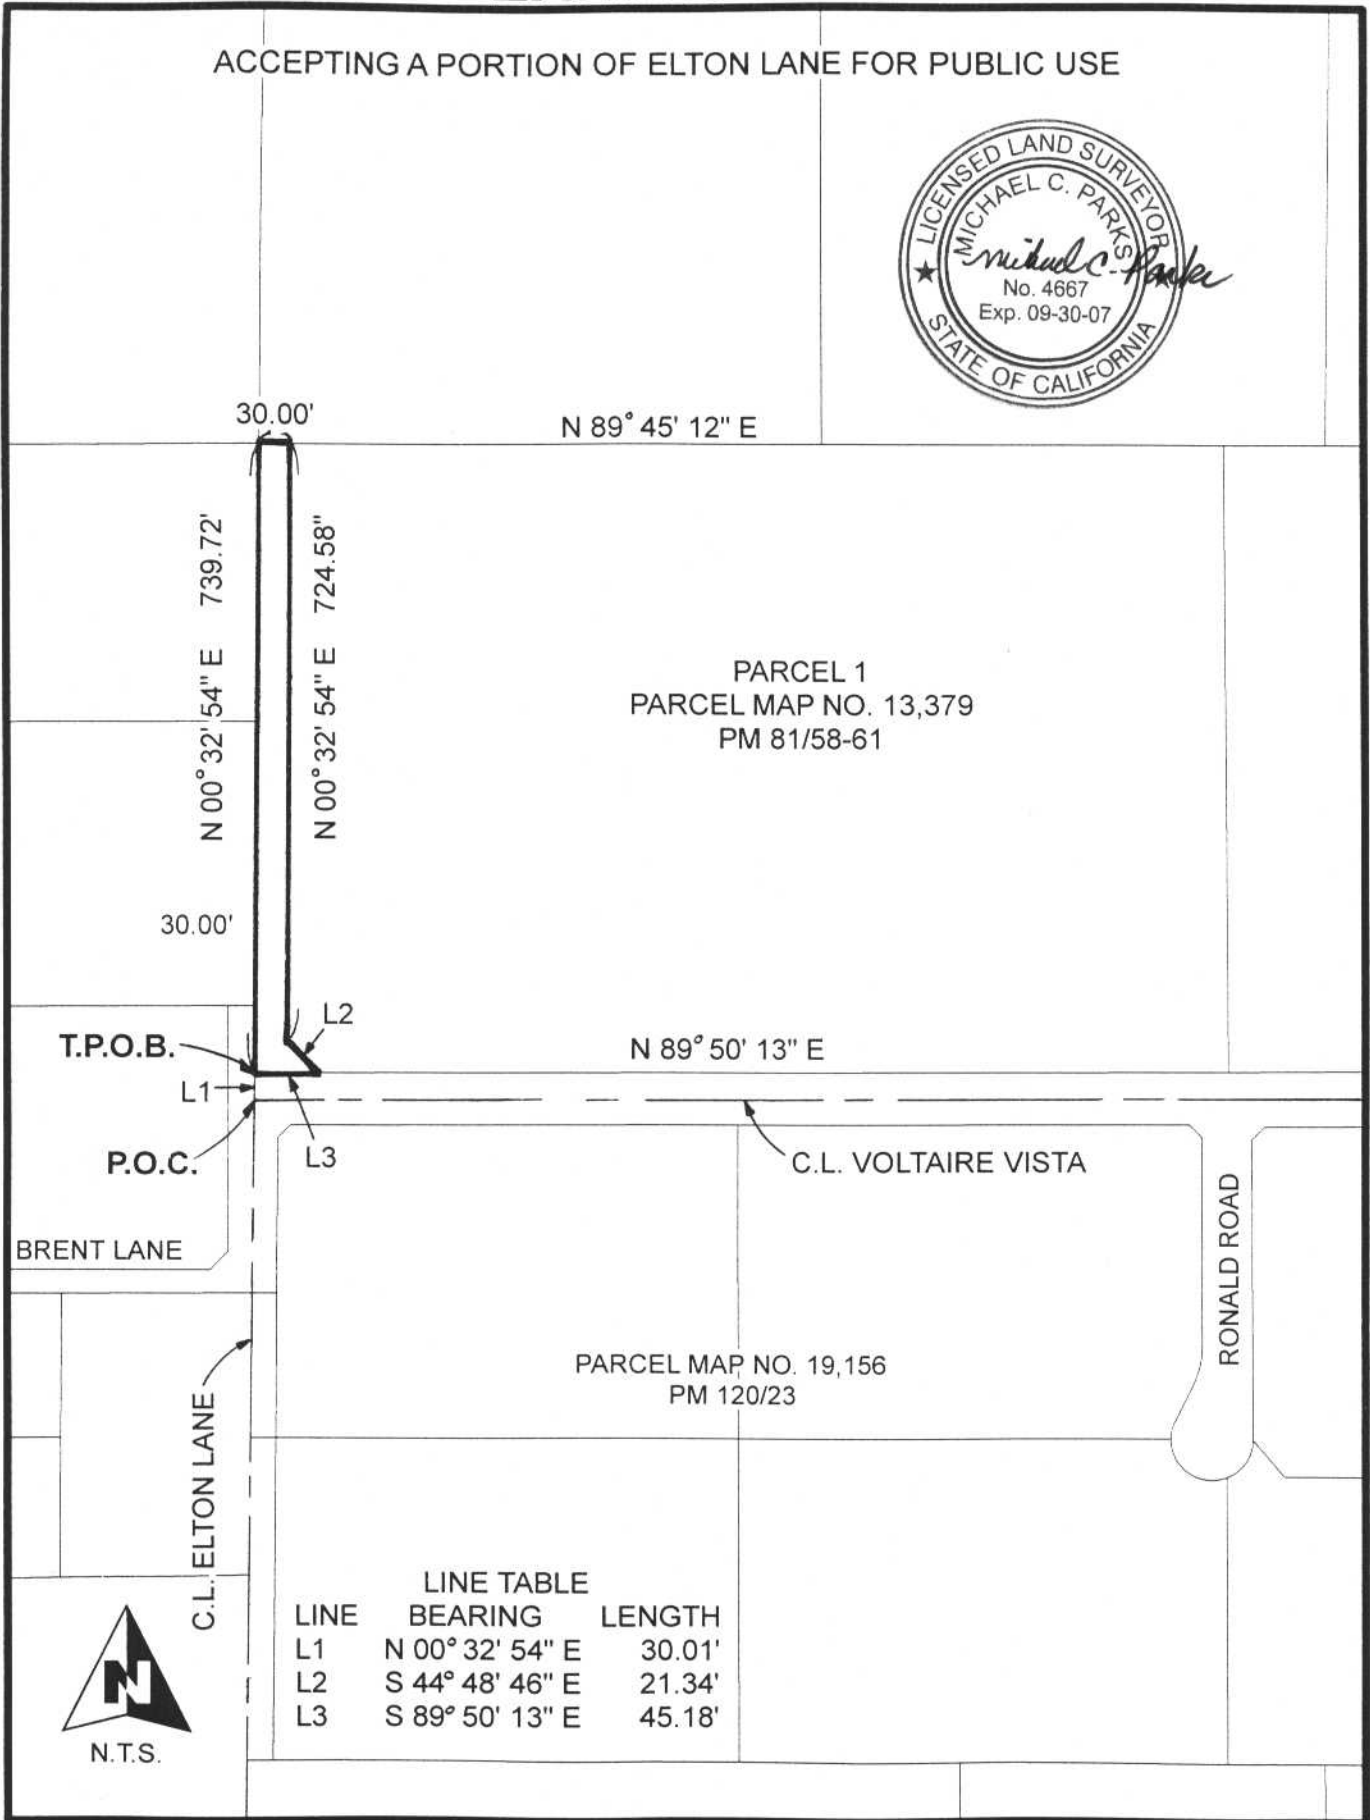 ACCEPTING A PORTION OF ELTON LANE FOR PUBLIC USE
LICENSED LAND SURVEYOR
MICHAEL C. PARKS
Michael C. Parks
No. 4667
Exp. 09-30-07
STATE OF CALIFORNIA
30.00'
N 89° 45' 12" E
N 00° 32' 54" E 739.72'
N 00° 32' 54" E 724.58"
PARCEL 1
PARCEL MAP NO. 13,379
PM 81/58-61
30.00'
L2
T.P.O.B.
N 89° 50' 13" E
L1
P.O.C.
L3
C.L. VOLTAIRE VISTA
BRENT LANE
RONALD ROAD
PARCEL MAP NO. 19,156
PM 120/23
C.L. ELTON LANE
LINE TABLE
LINE BEARING LENGTH
L1 N 00° 32' 54" E 30.01'
L2 S 44° 48' 46" E 21.34'
L3 S 89° 50' 13" E 45.18'
N
N.T.S.